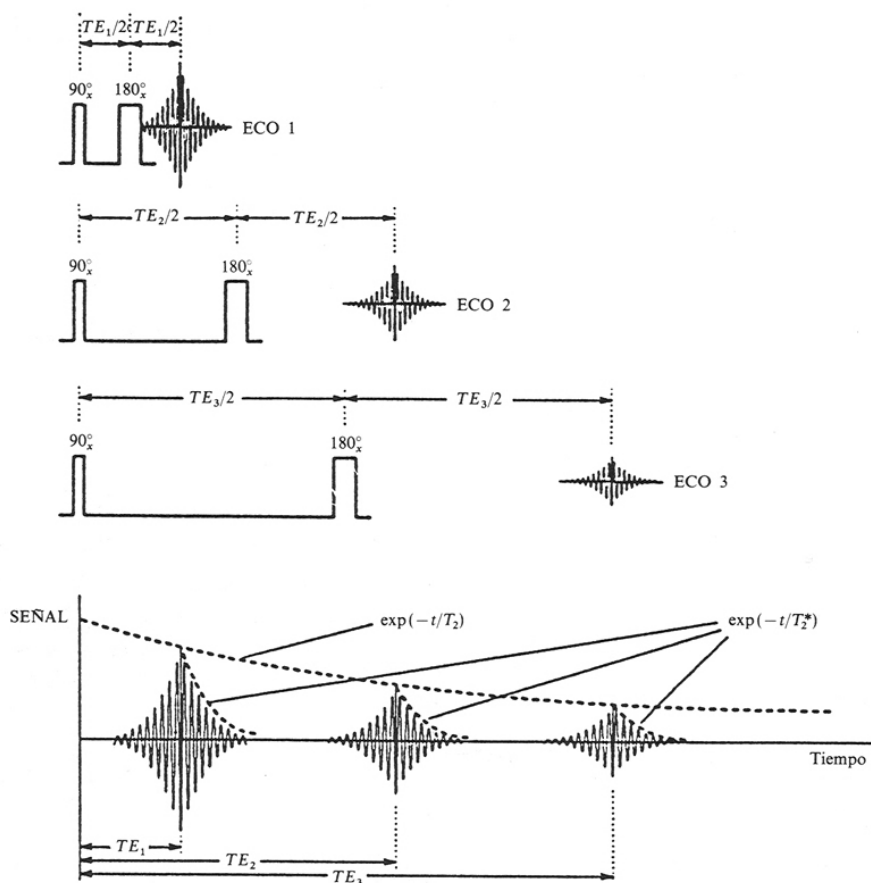 TE₁/2 TE₁/2
90°ₓ 180°ₓ
ECO 1
TE₂/2 TE₂/2
90°ₓ 180°ₓ
ECO 2
TE₃/2 TE₃/2
90°ₓ 180°ₓ
ECO 3
SEÑAL exp(−t/T₂) exp(−t/T₂*)
Tiempo
TE₁
TE₂
TE₃